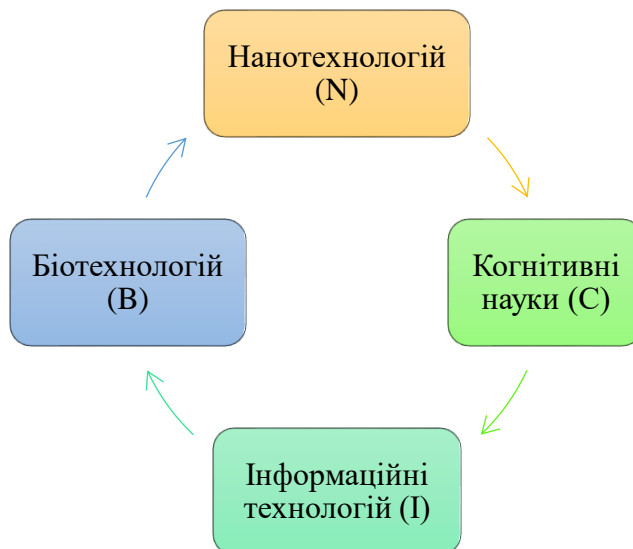 Нанотехнологій
(N)
Біотехнологій
(В)
Когнітивні
науки (С)
Інформаційні
технологій (І)